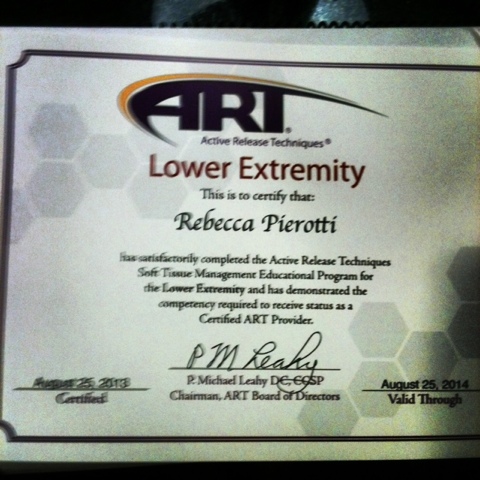 ART®
Active Release Techniques®
Lower Extremity
This is to certify that:
Rebecca Pierotti
has satisfactorily completed the Active Release Techniques
Soft Tissue Management Educational Program for
the Lower Extremity and has demonstrated the
competency required to receive status as a
Certified ART Provider.
P M Leahy
August 25, 2013
P. Michael Leahy DC, CCSP
August 25, 2014
Certified
Chairman, ART Board of Directors
Valid Through